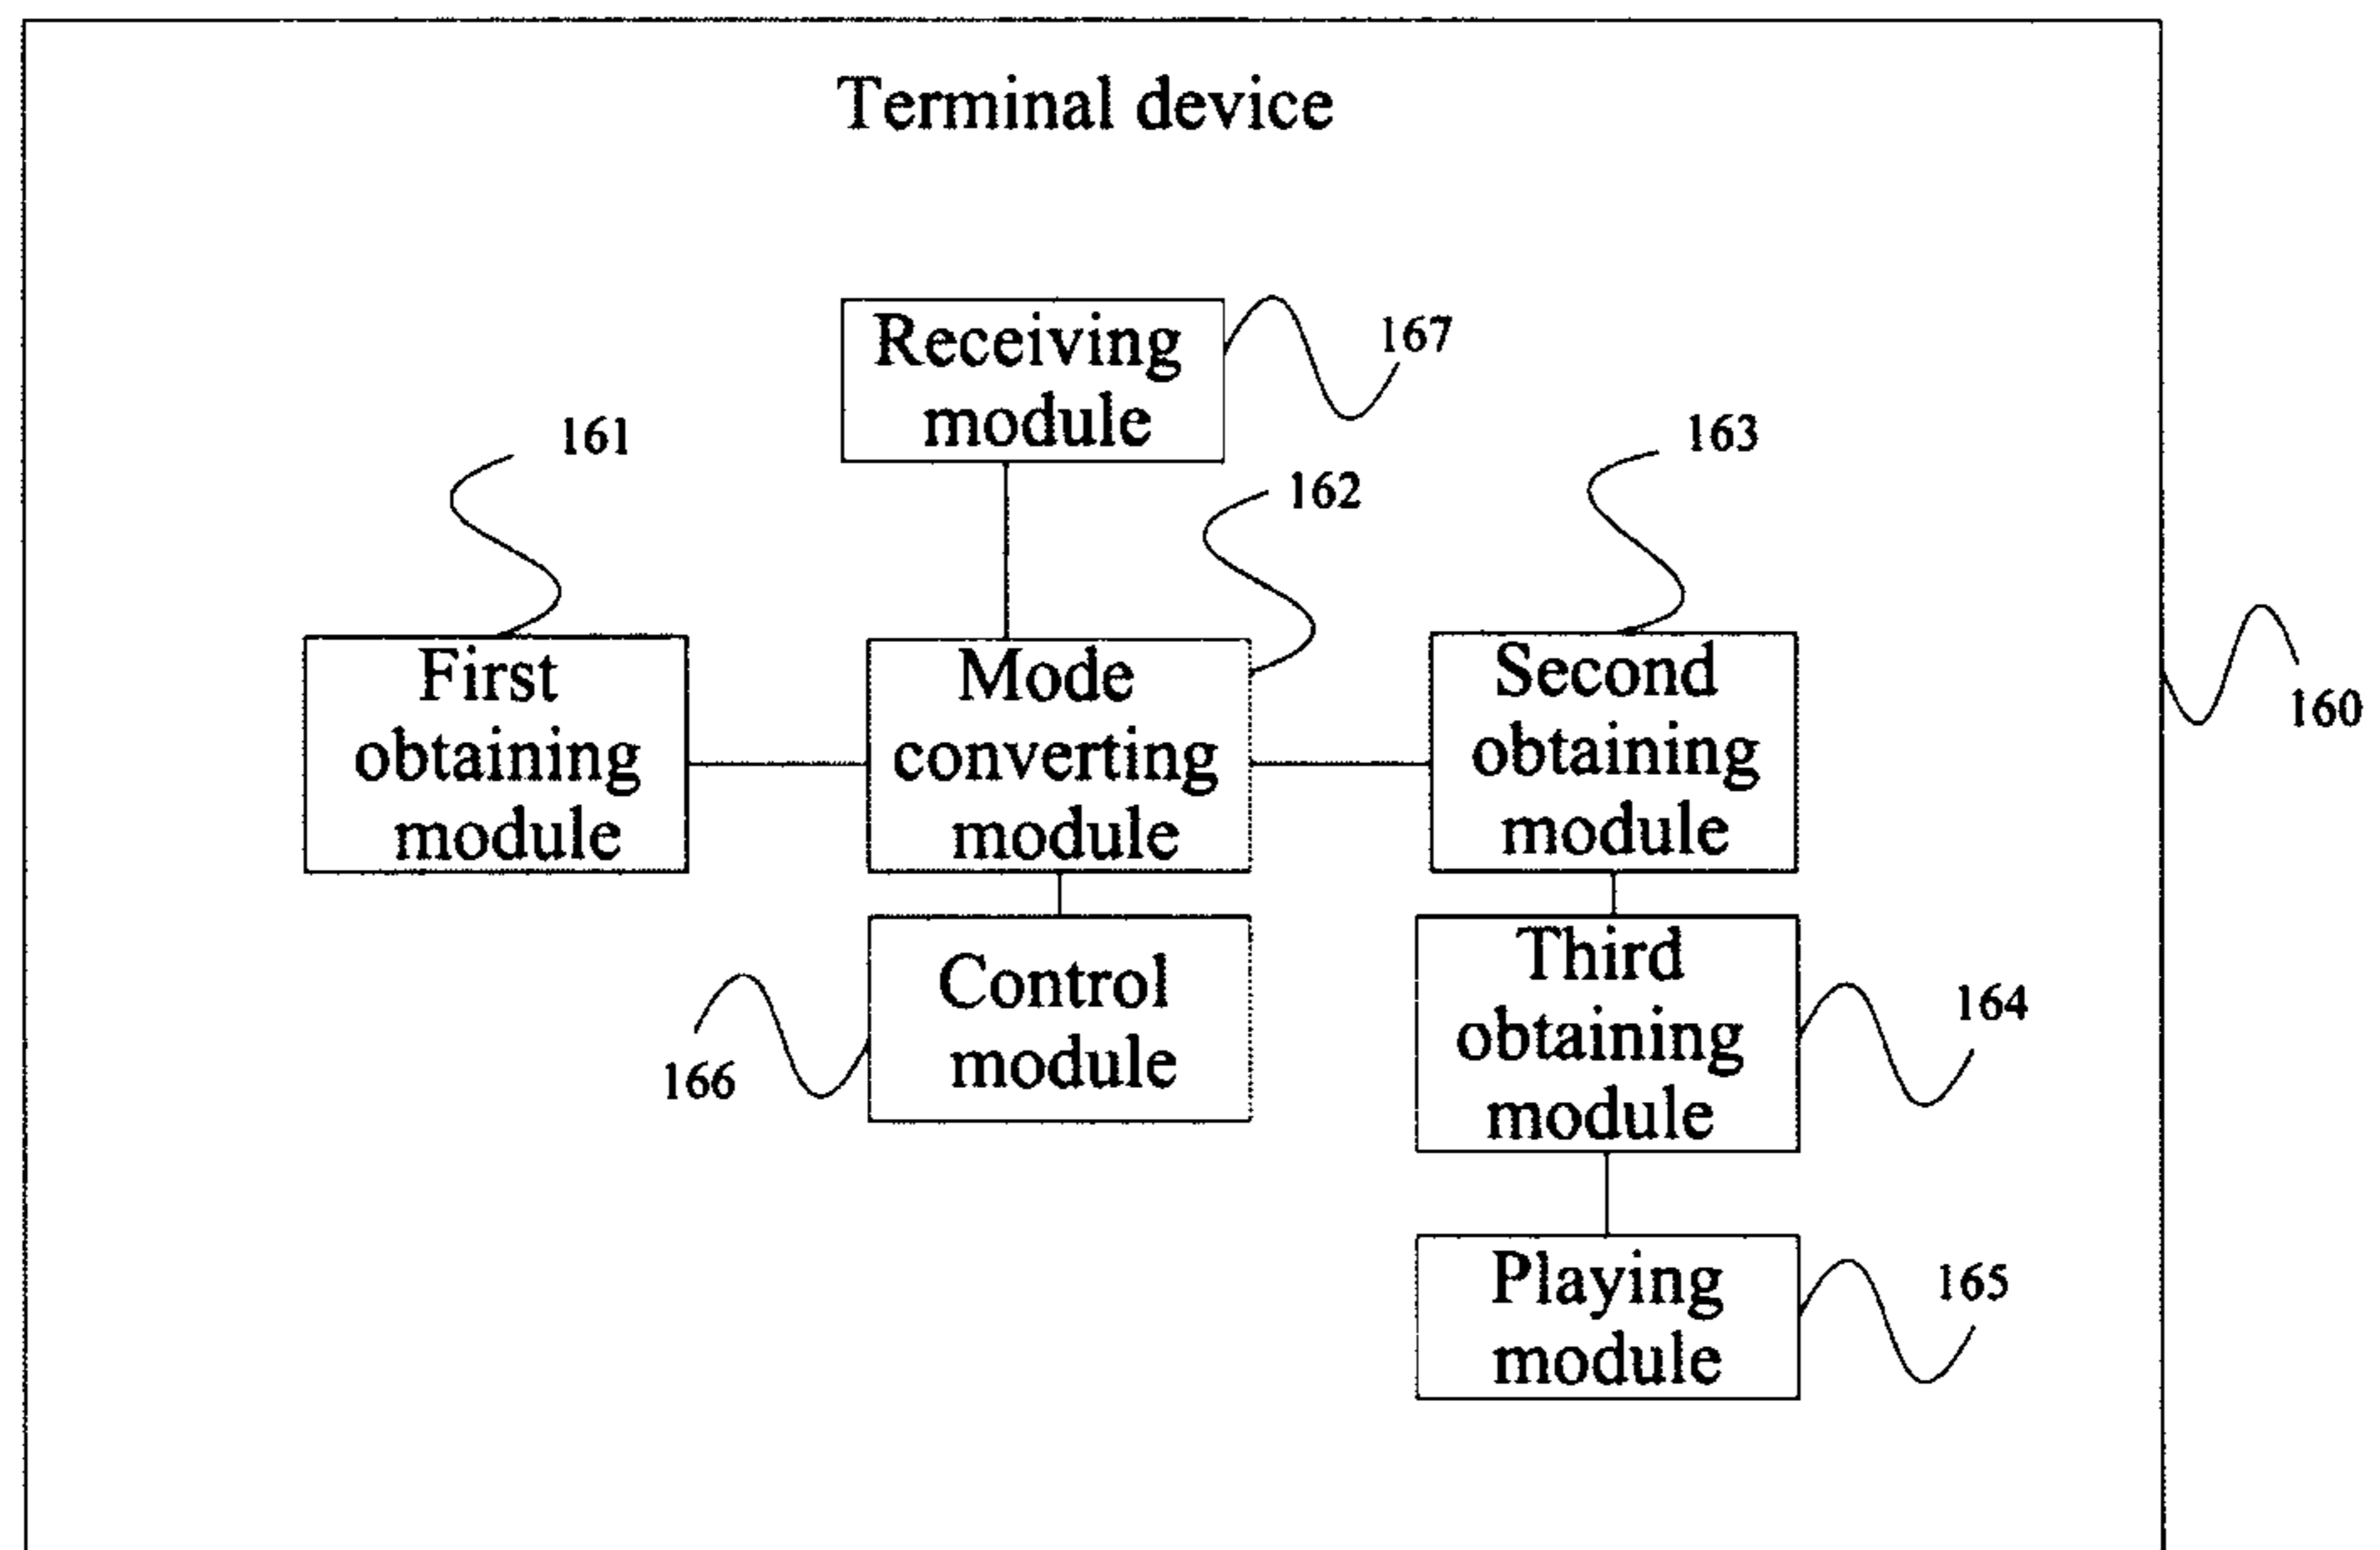 Terminal device
Receiving
module
167
161
162
163
First
obtaining
module
Mode
converting
module
Second
obtaining
module
160
Control
module
166
Third
obtaining
module
164
Playing
module
165